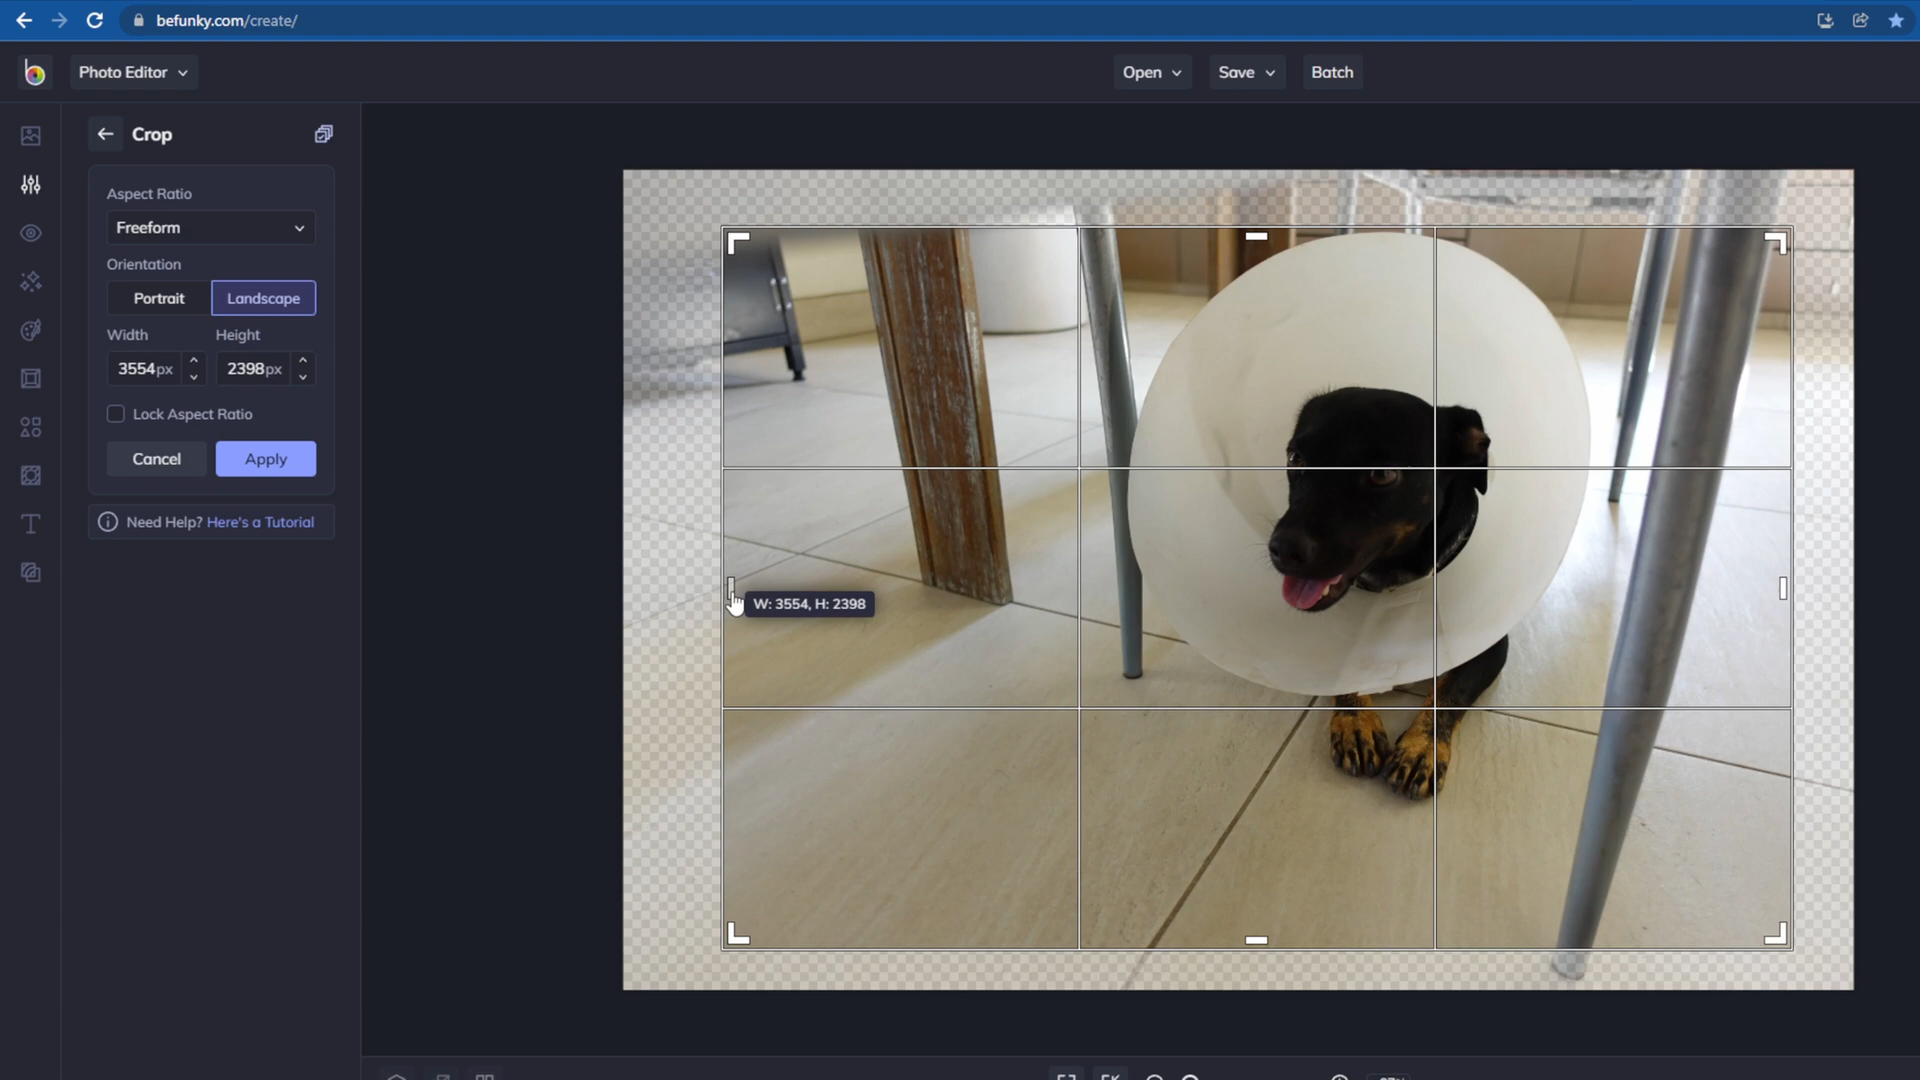 befunky.com/create/
Photo Editor
Open
Save
Batch
Crop
Aspect Ratio
Freeform
Orientation
Portrait Landscape
Width Height
3554px 2398px
Lock Aspect Ratio
Cancel Apply
Need Help? Here's a Tutorial
W: 3554, H: 2398